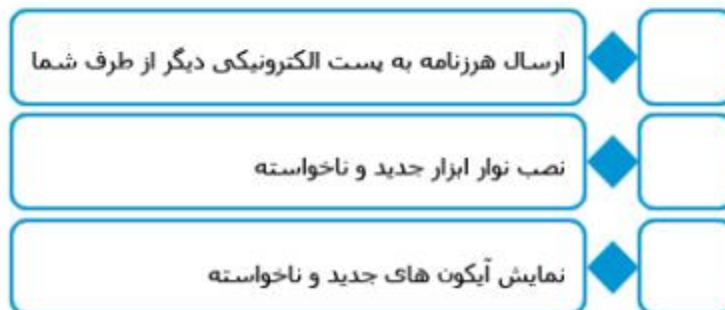 ارسال هرزنامه به پست الکترونیکی دیگر از طرف شما
نصب نوار ابزار جدید و ناخواسته
نمایش آیکون های جدید و ناخواسته